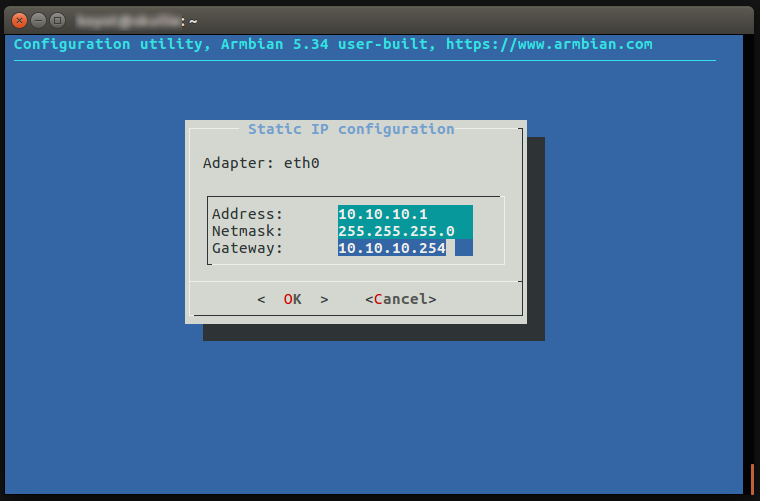 :~
Configuration utility, Armbian 5.34 user-built, https://www.armbian.com
Static IP configuration
Adapter: eth0
Address: 10.10.10.1
Netmask: 255.255.255.0
Gateway: 10.10.10.254
< OK > <Cancel>